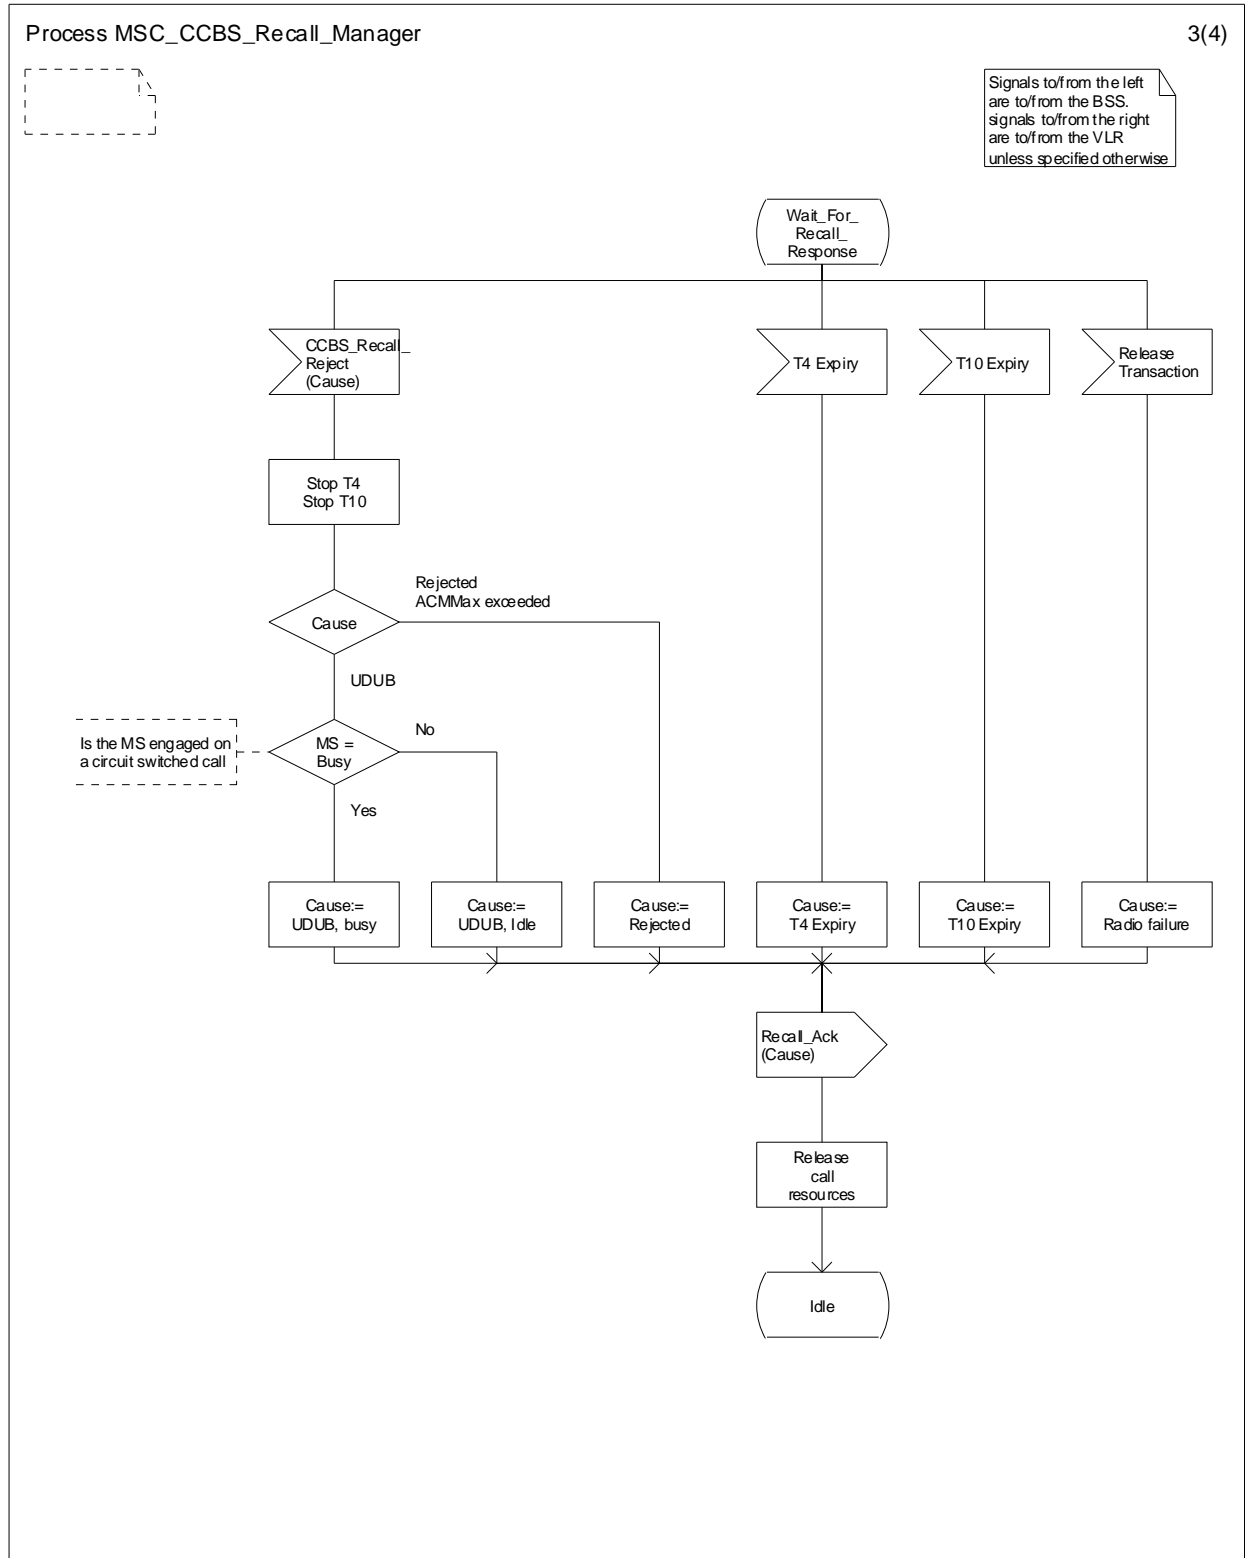 Process MSC_CCBS_Recall_Manager
3(4)
Signals to/from the left
are to/from the BSS.
signals to/from the right
are to/from the VLR
unless specified otherwise
Wait_For_
Recall_
Response
CCBS_Recall_
Reject
(Cause)
T4 Expiry
T10 Expiry
Release
Transaction
Stop T4
Stop T10
Rejected
ACMMax exceeded
Cause
UDUB
Is the MS engaged on
a circuit switched call
MS =
Busy
No
Yes
Cause:=
UDUB, busy
Cause:=
UDUB, Idle
Cause:=
Rejected
Cause:=
T4 Expiry
Cause:=
T10 Expiry
Cause:=
Radio failure
Recall_Ack
(Cause)
Release
call
resources
Idle